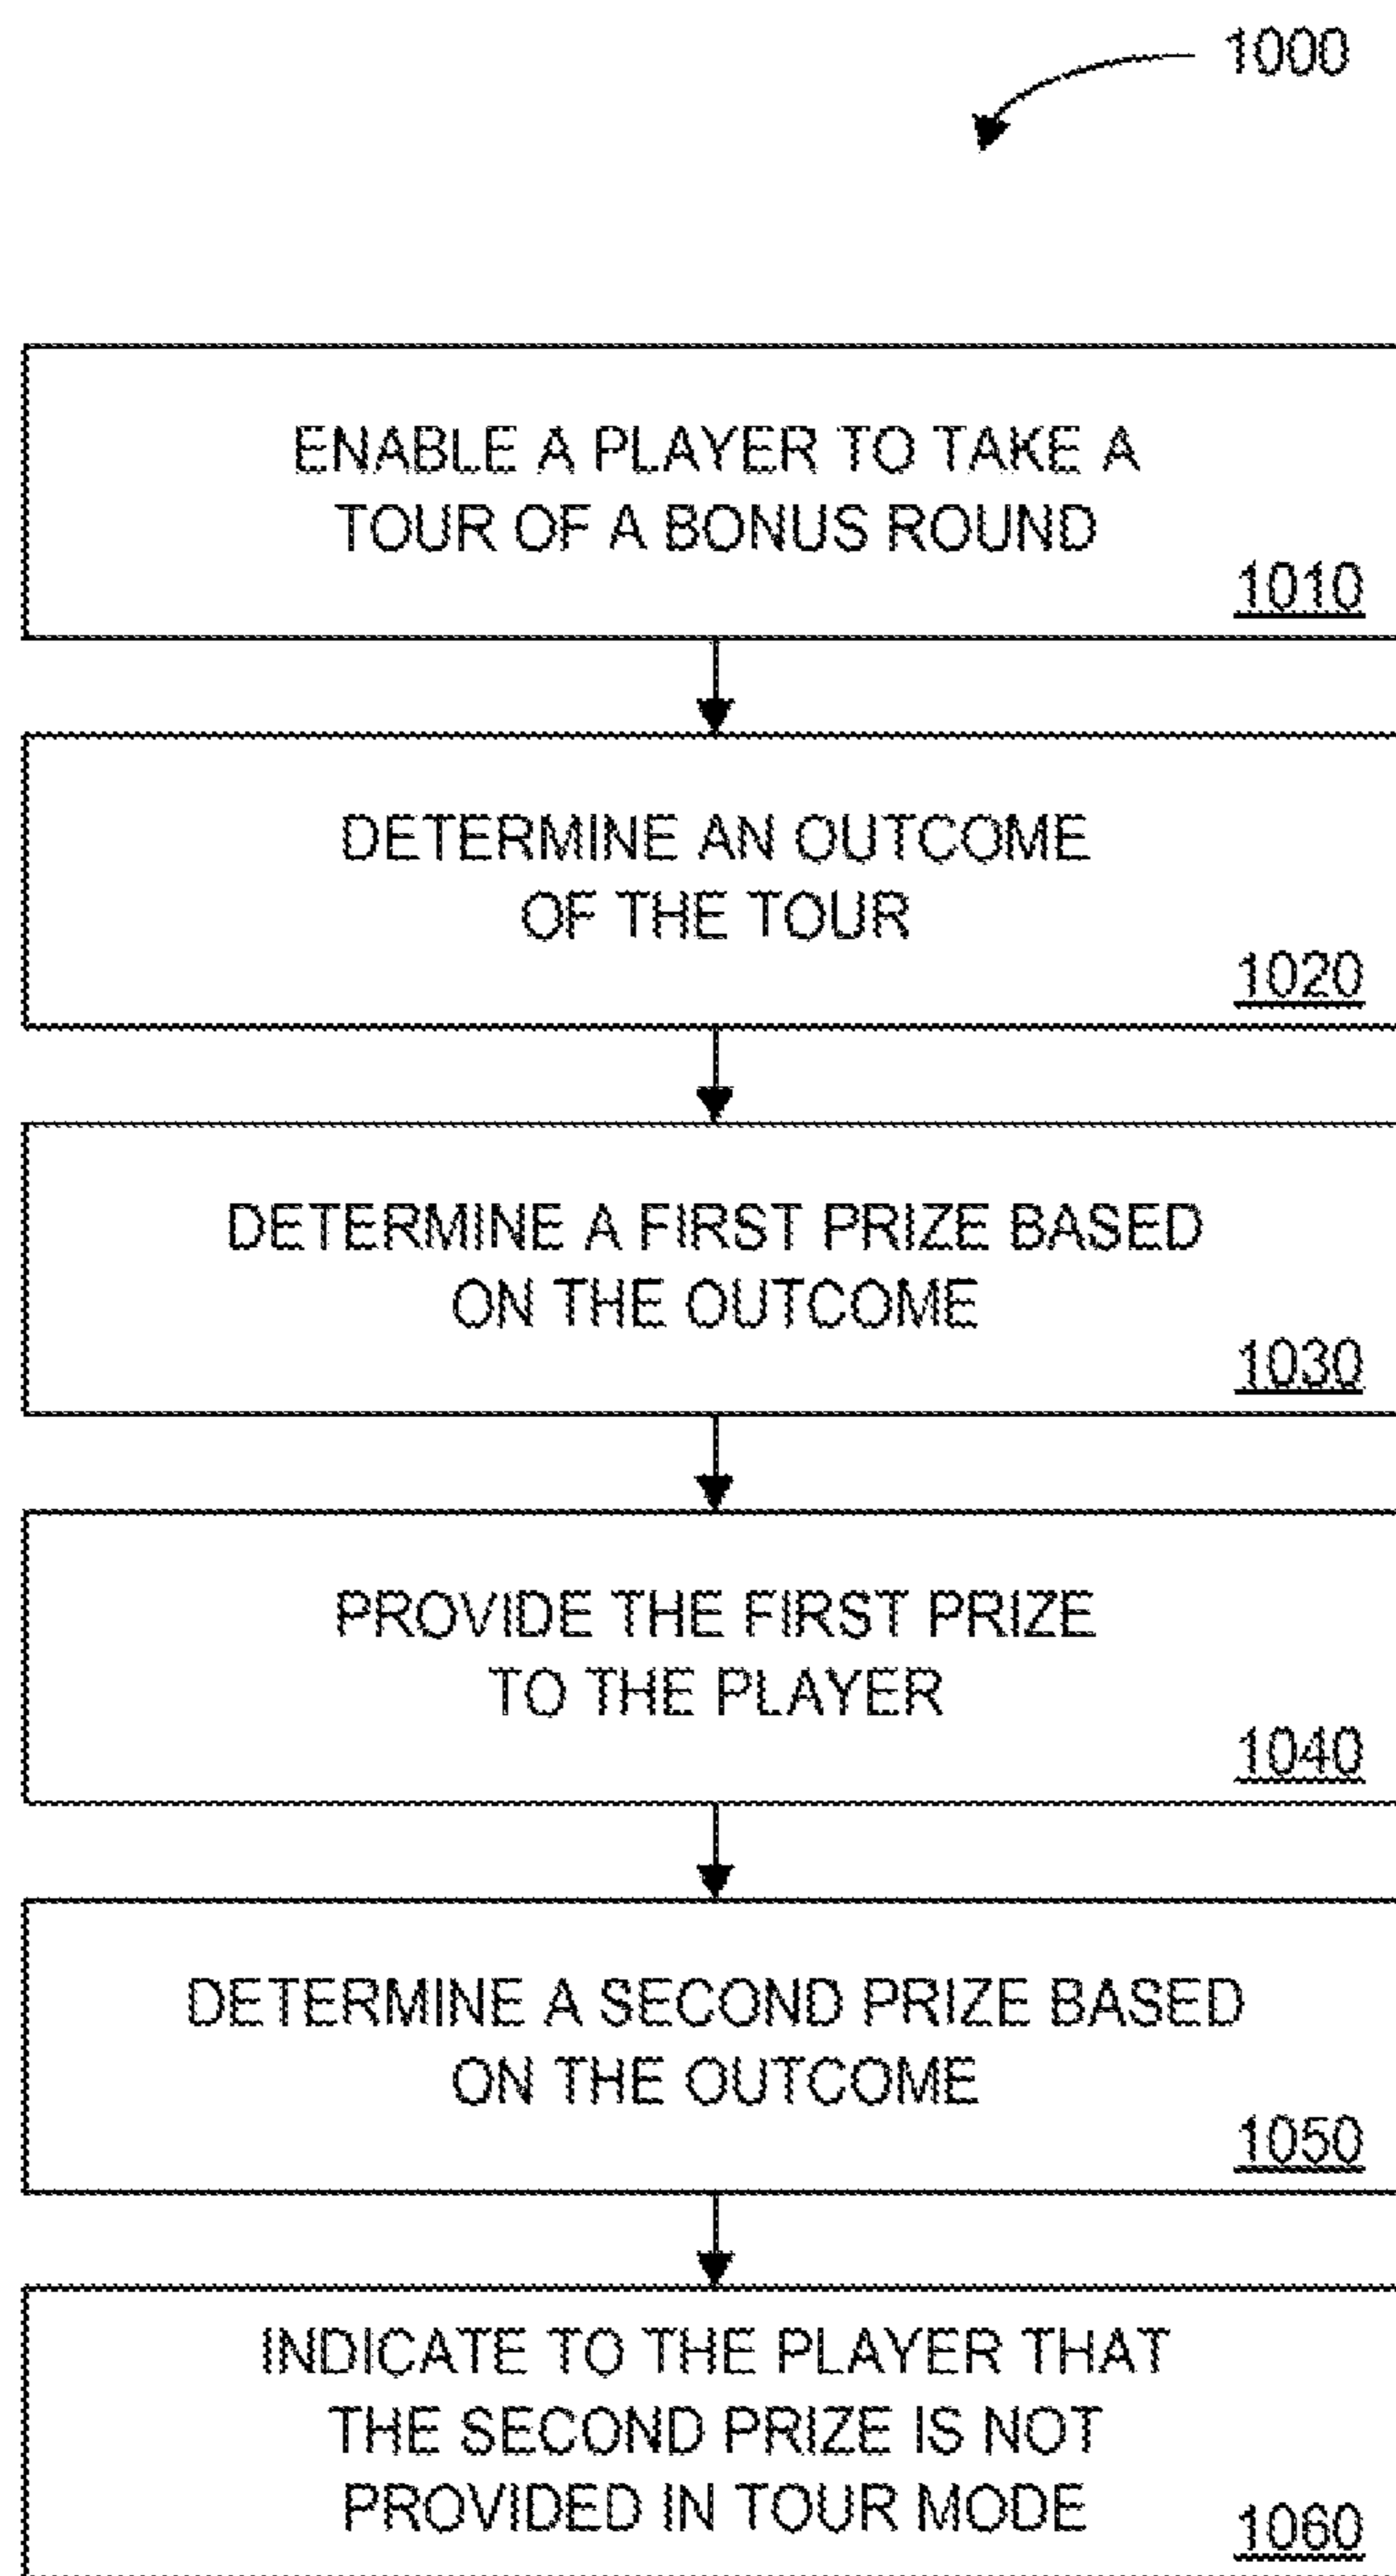 1000
ENABLE A PLAYER TO TAKE A
TOUR OF A BONUS ROUND
1010
DETERMINE AN OUTCOME
OF THE TOUR
1020
DETERMINE A FIRST PRIZE BASED
ON THE OUTCOME
1030
PROVIDE THE FIRST PRIZE
TO THE PLAYER
1040
DETERMINE A SECOND PRIZE BASED
ON THE OUTCOME
1050
INDICATE TO THE PLAYER THAT
THE SECOND PRIZE IS NOT
PROVIDED IN TOUR MODE
1060